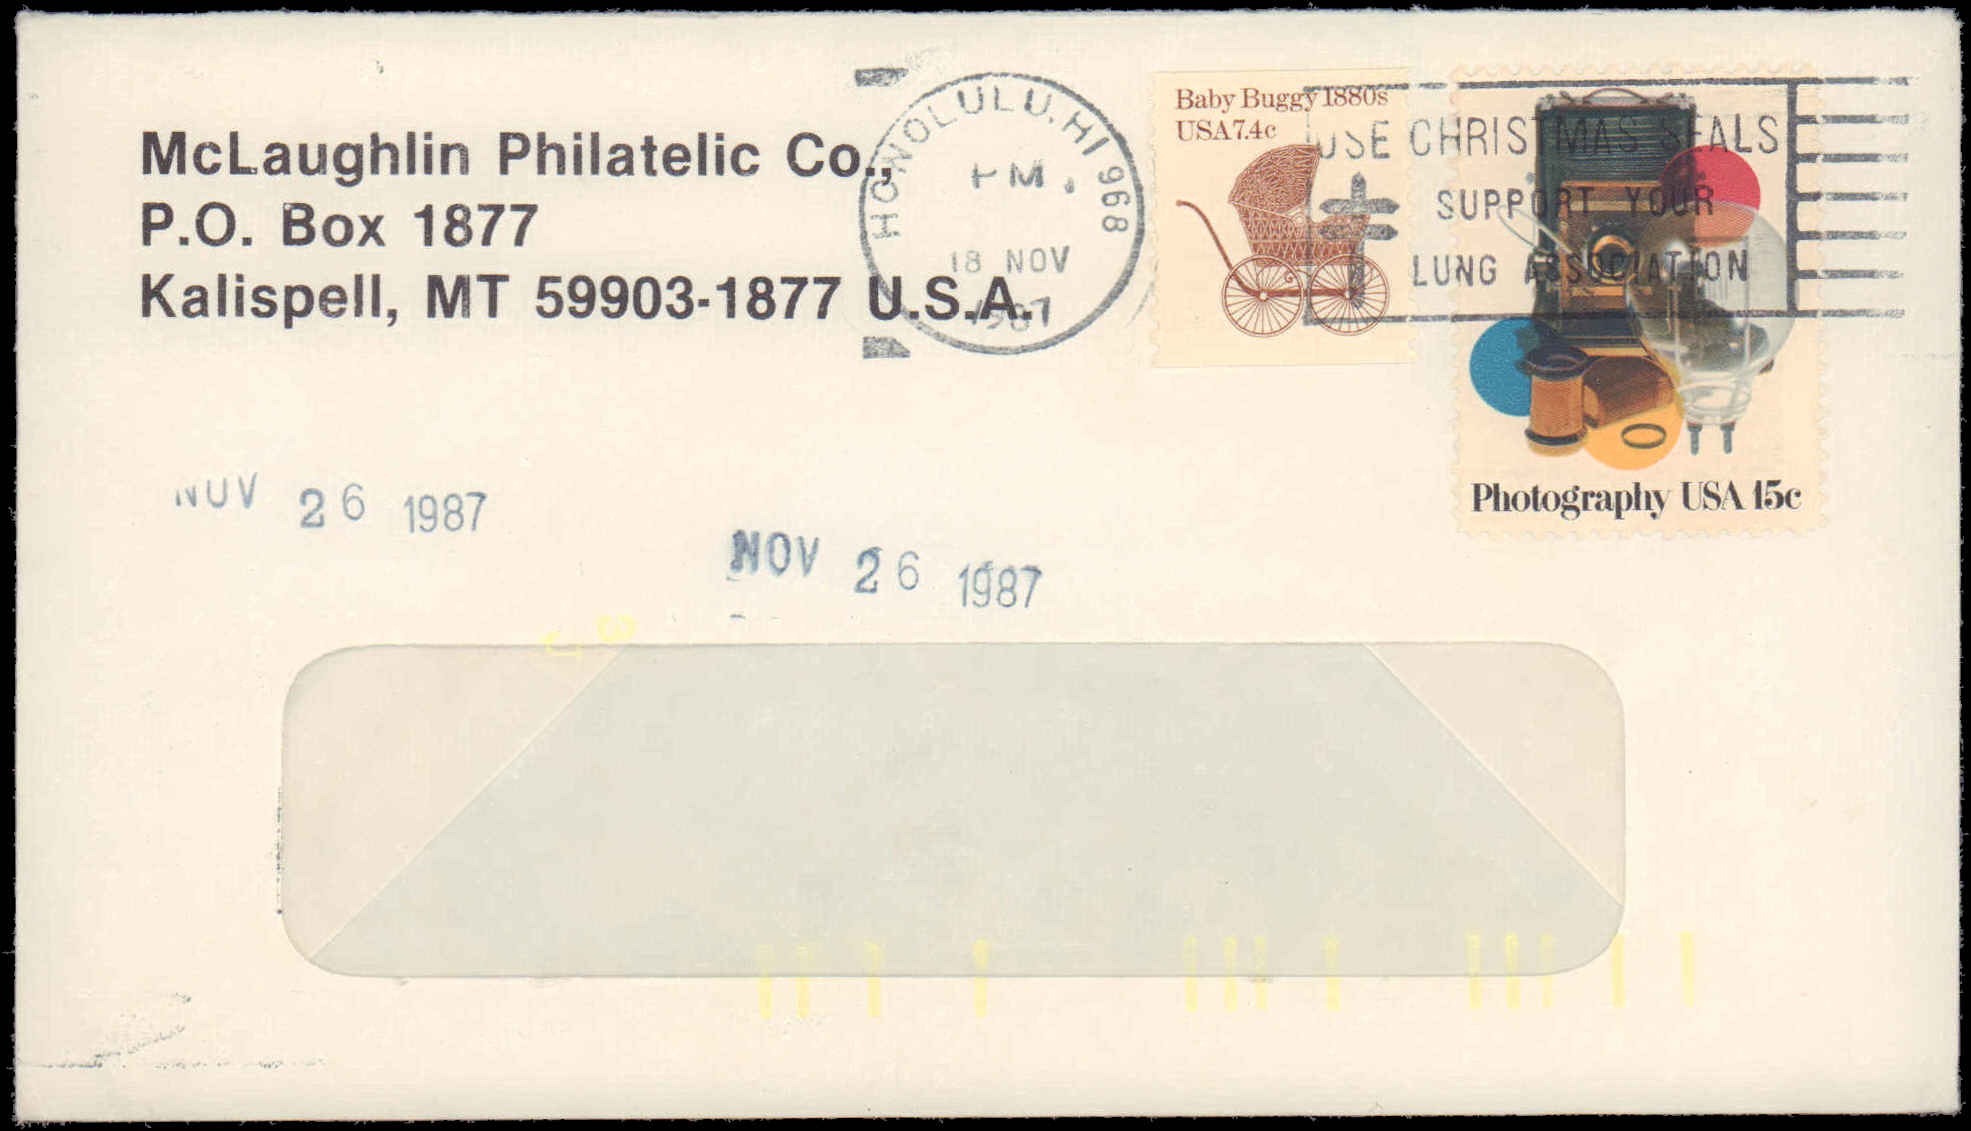 McLaughlin Philatelic Co.,
P.O. Box 1877
Kalispell, MT 59903-1877 U.S.A.
HONOLULU, HI 968
PM
18 NOV
1987
Baby Buggy 1880s
USA 7.4c
USE CHRISTMAS SEALS
SUPPORT YOUR
LUNG ASSOCIATION
Photography USA 15c
NOV 26 1987
NOV 26 1987